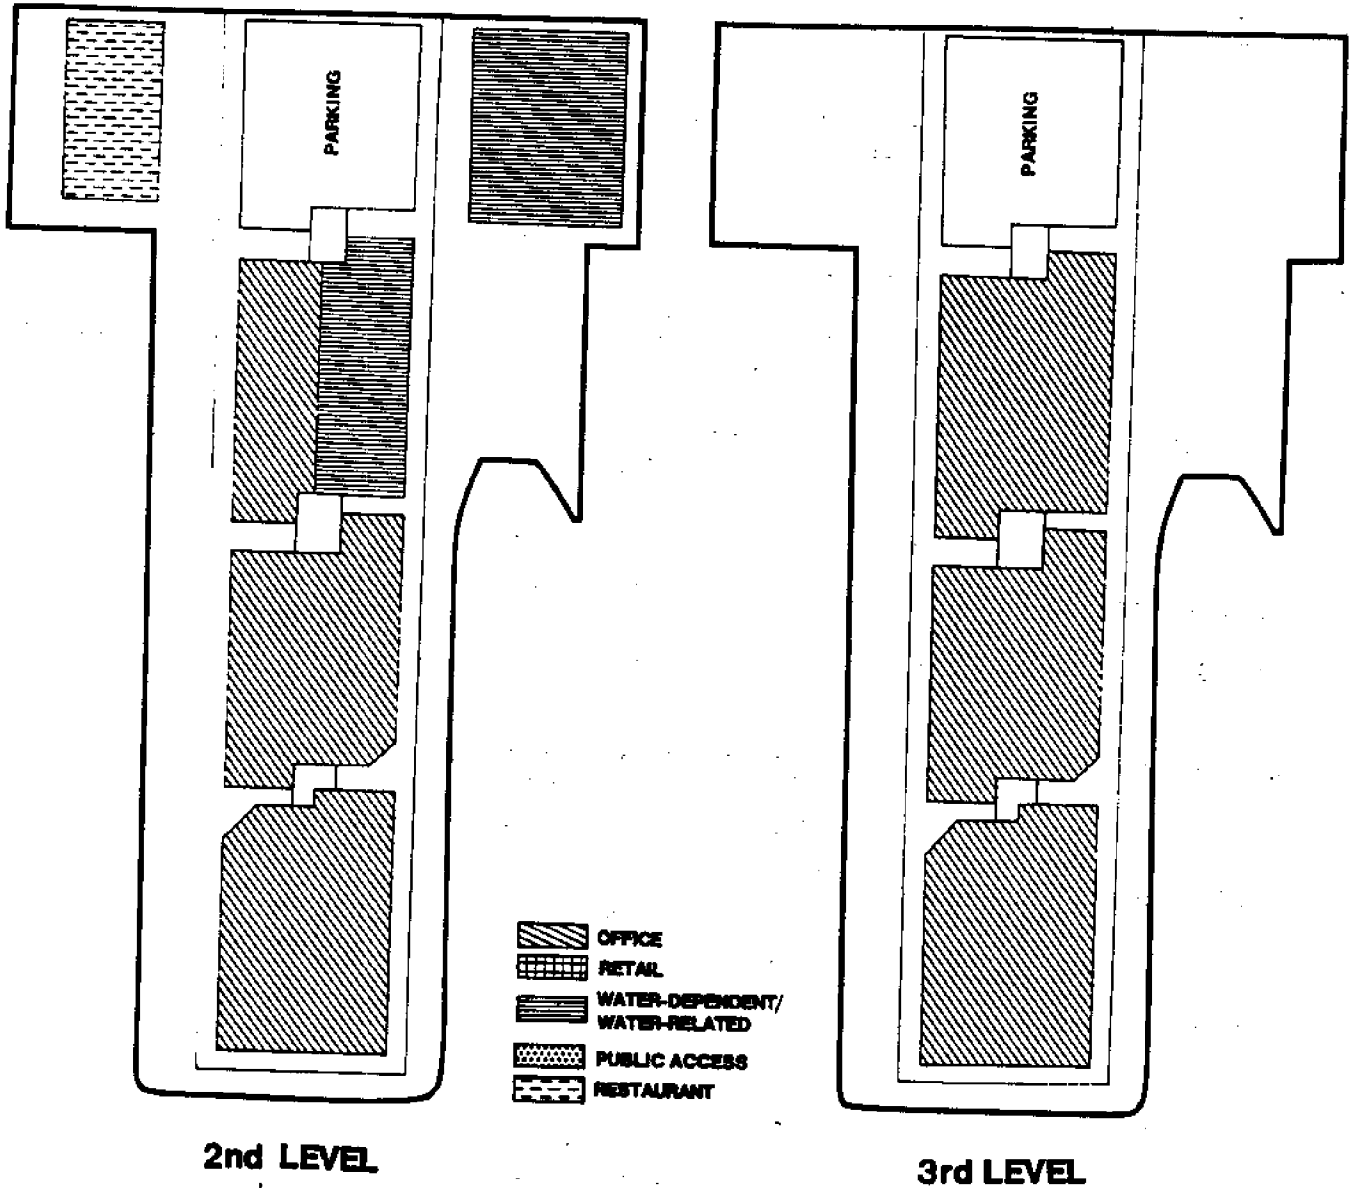 PARKING
PARKING
OFFICE
RETAIL
WATER-DEPENDENT/
WATER-RELATED
PUBLIC ACCESS
RESTAURANT
2nd LEVEL
3rd LEVEL